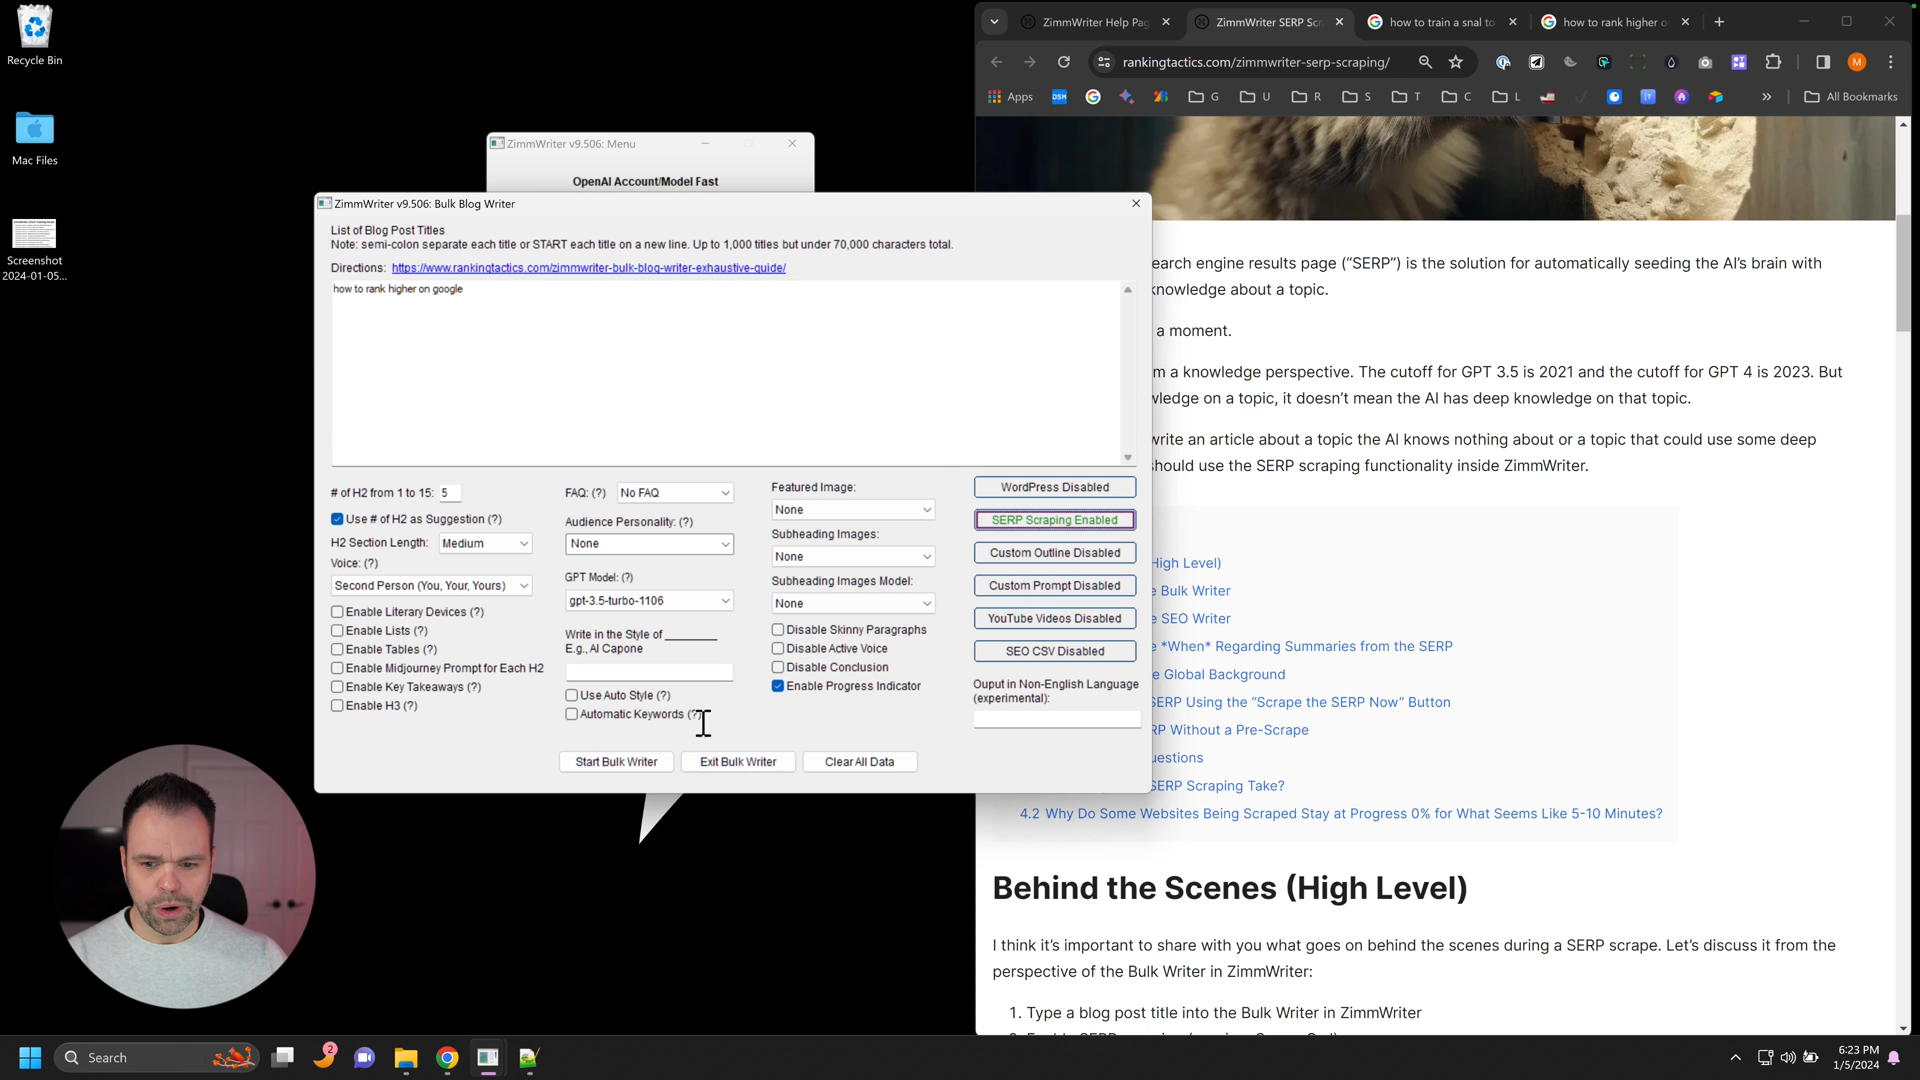 Recycle Bin
Mac Files
Screenshot
2024-01-05...
ZimmWriter v9.506: Menu
OpenAI Account/Model Fast
ZimmWriter v9.506: Bulk Blog Writer
List of Blog Post Titles
Note: semi-colon separate each title or START each title on a new line. Up to 1,000 titles but under 70,000 characters total.
Directions: https://www.rankingtactics.com/zimmwriter-bulk-blog-writer-exhaustive-guide/
how to rank higher on google
# of H2 from 1 to 15: 5
Use # of H2 as Suggestion (?)
H2 Section Length: Medium
Voice: (?)
Second Person (You, Your, Yours)
Enable Literary Devices (?)
Enable Lists (?)
Enable Tables (?)
Enable Midjourney Prompt for Each H2
Enable Key Takeaways (?)
Enable H3 (?)
FAQ: (?) No FAQ
Audience Personality: (?)
None
GPT Model: (?)
gpt-3.5-turbo-1106
Write in the Style of ________
E.g., Al Capone
Use Auto Style (?)
Automatic Keywords (?)
Featured Image:
None
Subheading Images:
None
Subheading Images Model:
None
Disable Skinny Paragraphs
Disable Active Voice
Disable Conclusion
Enable Progress Indicator
WordPress Disabled
SERP Scraping Enabled
Custom Outline Disabled
Custom Prompt Disabled
YouTube Videos Disabled
SEO CSV Disabled
Ouput in Non-English Language
(experimental):
Start Bulk Writer
Exit Bulk Writer
Clear All Data
ZimmWriter Help Pag
ZimmWriter SERP Scr
how to train a snal to
how to rank higher o
rankingtactics.com/zimmwriter-serp-scraping/
M
Apps
G
U
R
S
T
C
L
All Bookmarks
earch engine results page (“SERP”) is the solution for automatically seeding the AI’s brain with
knowledge about a topic.
a moment.
m a knowledge perspective. The cutoff for GPT 3.5 is 2021 and the cutoff for GPT 4 is 2023. But
wledge on a topic, it doesn’t mean the AI has deep knowledge on that topic.
write an article about a topic the AI knows nothing about or a topic that could use some deep
should use the SERP scraping functionality inside ZimmWriter.
High Level)
e Bulk Writer
e SEO Writer
e *When* Regarding Summaries from the SERP
e Global Background
SERP Using the “Scrape the SERP Now” Button
RP Without a Pre-Scrape
uestions
SERP Scraping Take?
4.2 Why Do Some Websites Being Scraped Stay at Progress 0% for What Seems Like 5-10 Minutes?
Behind the Scenes (High Level)
I think it’s important to share with you what goes on behind the scenes during a SERP scrape. Let’s discuss it from the
perspective of the Bulk Writer in ZimmWriter:
1. Type a blog post title into the Bulk Writer in ZimmWriter
Search
2
6:23 PM
1/5/2024